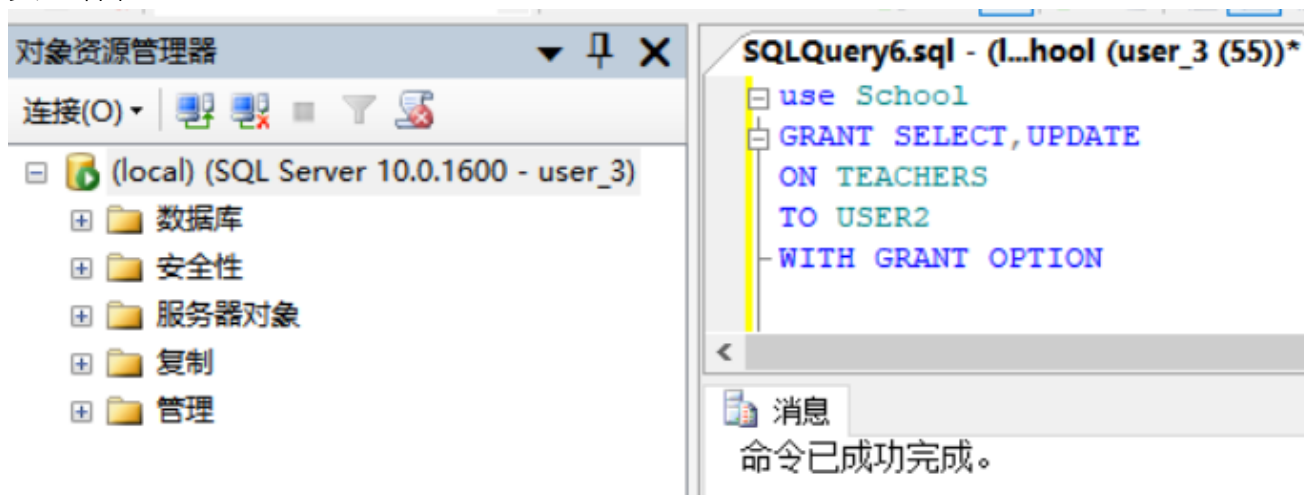 对象资源管理器
连接(O)
(local) (SQL Server 10.0.1600 - user_3)
数据库
安全性
服务器对象
复制
管理
SQLQuery6.sql - (l...hool (user_3 (55))*
use School
GRANT SELECT,UPDATE
ON TEACHERS
TO USER2
WITH GRANT OPTION
消息
命令已成功完成。